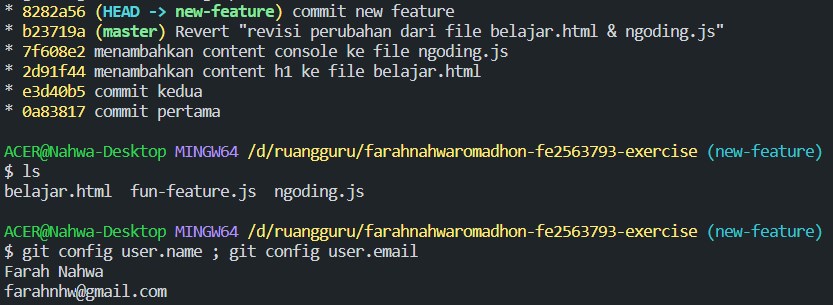 * 8282a56 (HEAD -> new-feature) commit new feature
* b23719a (master) Revert "revisi perubahan dari file belajar.html & ngoding.js"
* 7f608e2 menambahkan content console ke file ngoding.js
* 2d91f44 menambahkan content h1 ke file belajar.html
* e3d40b5 commit kedua
* 0a83817 commit pertama
ACER@Nahwa-Desktop MINGW64 /d/ruangguru/farahnahwaromadhon-fe2563793-exercise (new-feature)
$ ls
belajar.html  fun-feature.js  ngoding.js
ACER@Nahwa-Desktop MINGW64 /d/ruangguru/farahnahwaromadhon-fe2563793-exercise (new-feature)
$ git config user.name ; git config user.email
Farah Nahwa
farahnhw@gmail.com